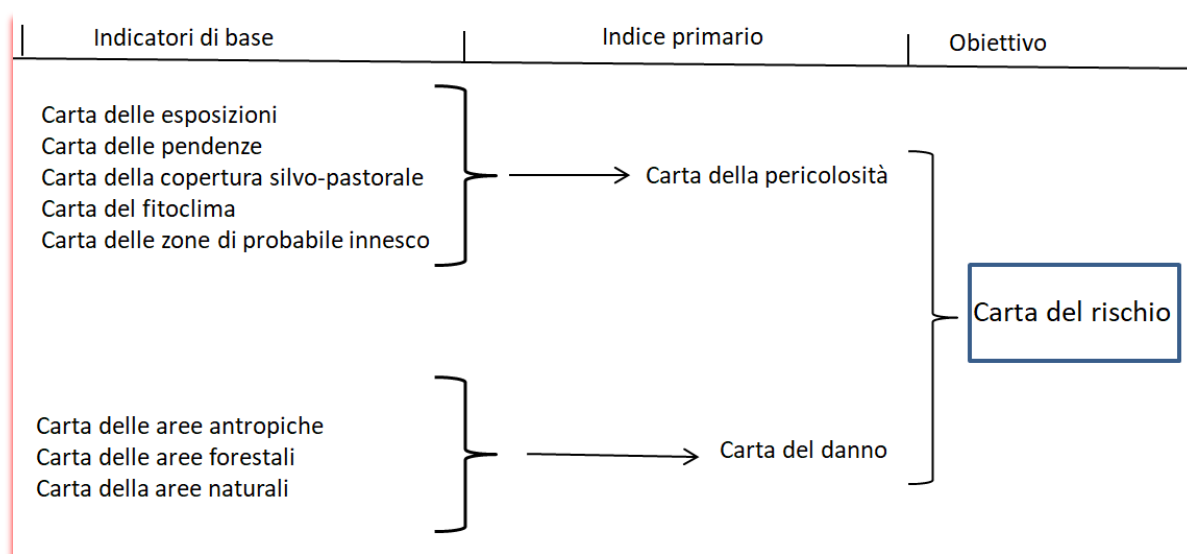 Indicatori di base
Indice primario
Obiettivo
Carta delle esposizioni
Carta delle pendenze
Carta della copertura silvo-pastorale
Carta del fitoclima
Carta delle zone di probabile innesco
Carta della pericolosità
Carta del rischio
Carta delle aree antropiche
Carta delle aree forestali
Carta della aree naturali
Carta del danno